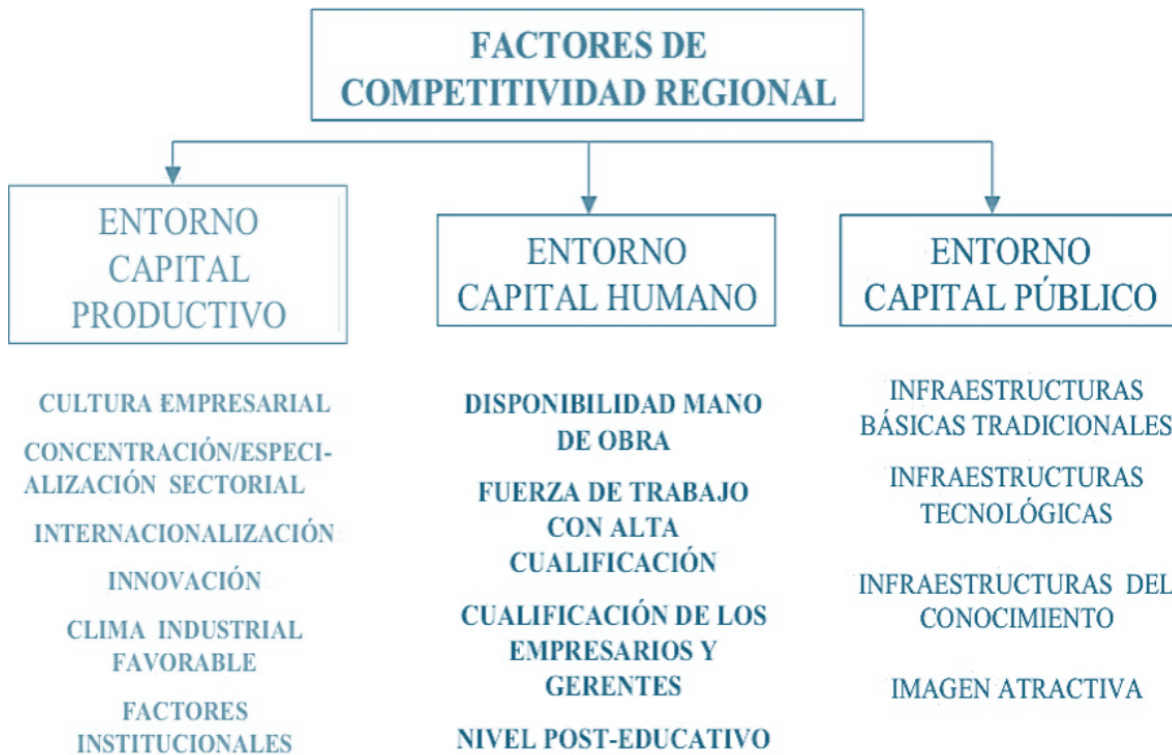 FACTORES DE
COMPETITIVIDAD REGIONAL
ENTORNO
CAPITAL
PRODUCTIVO
CULTURA EMPRESARIAL
CONCENTRACIÓN/ESPECI-
ALIZACIÓN SECTORIAL
INTERNACIONALIZACIÓN
INNOVACIÓN
CLIMA INDUSTRIAL
FAVORABLE
FACTORES
INSTITUCIONALES
ENTORNO
CAPITAL HUMANO
DISPONIBILIDAD MANO
DE OBRA
FUERZA DE TRABAJO
CON ALTA
CUALIFICACIÓN
CUALIFICACIÓN DE LOS
EMPRESARIOS Y
GERENTES
NIVEL POST-EDUCATIVO
ENTORNO
CAPITAL PÚBLICO
INFRAESTRUCTURAS
BÁSICAS TRADICIONALES
INFRAESTRUCTURAS
TECNOLÓGICAS
INFRAESTRUCTURAS DEL
CONOCIMIENTO
IMAGEN ATRACTIVA